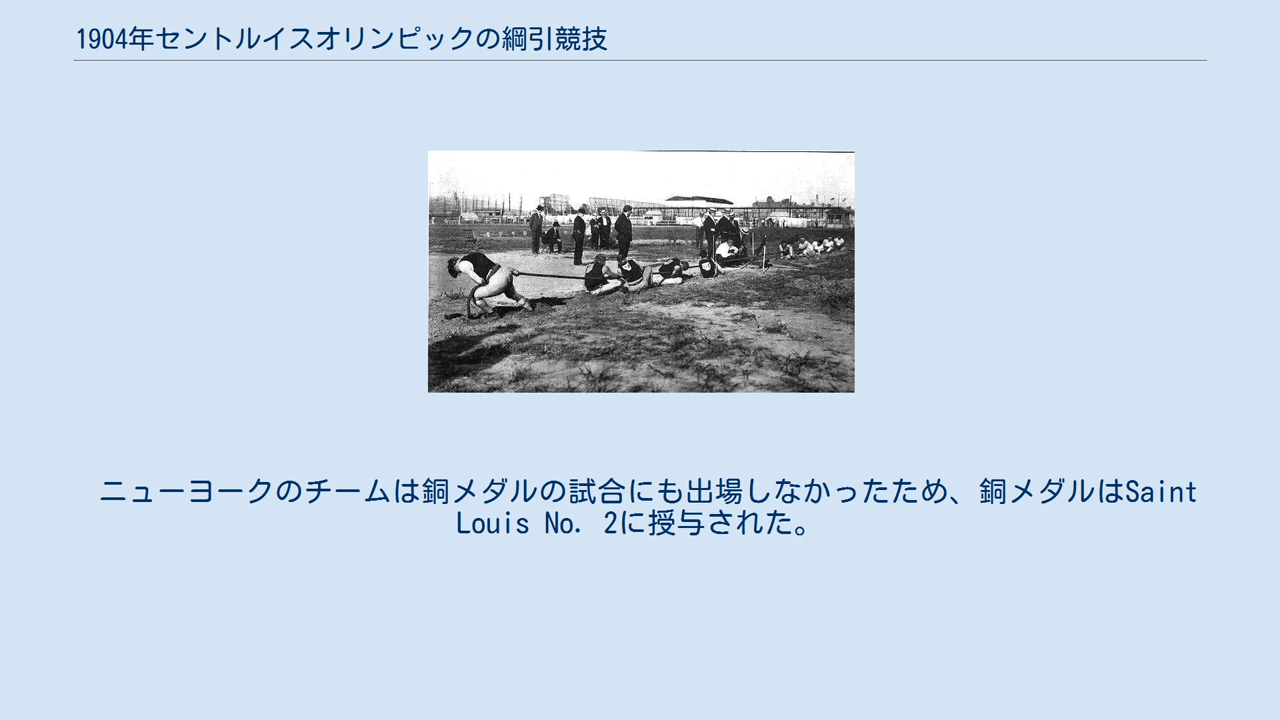 1904年セントルイスオリンピックの綱引競技
ニューヨークのチームは銅メダルの試合にも出場しなかったため、銅メダルはSaint
Louis No. 2に授与された。